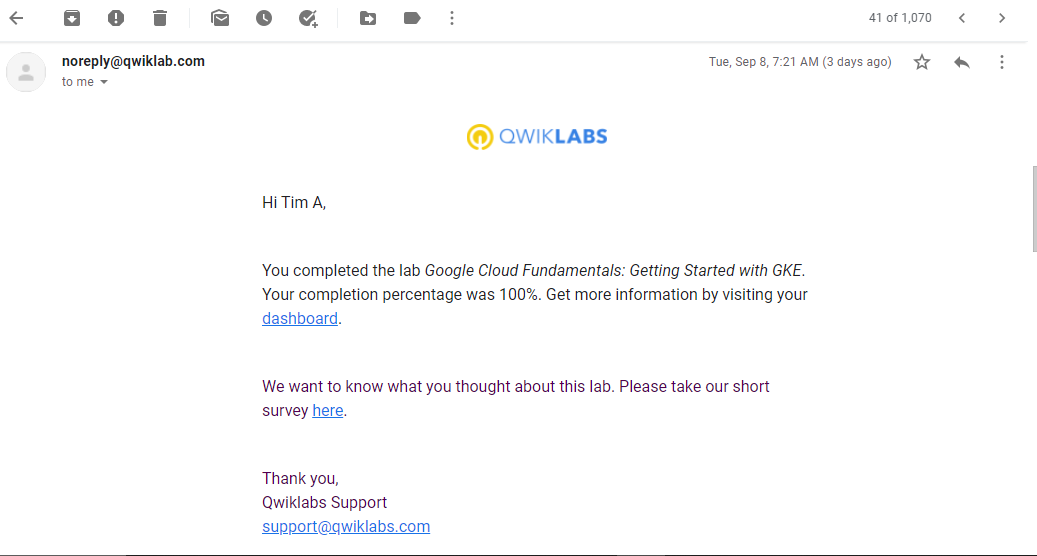 41 of 1,070
noreply@qwiklab.com
Tue, Sep 8, 7:21 AM (3 days ago)
to me
QWIKLABS
Hi Tim A,
You completed the lab Google Cloud Fundamentals: Getting Started with GKE.
Your completion percentage was 100%. Get more information by visiting your
dashboard.
We want to know what you thought about this lab. Please take our short
survey here.
Thank you,
Qwiklabs Support
support@qwiklabs.com